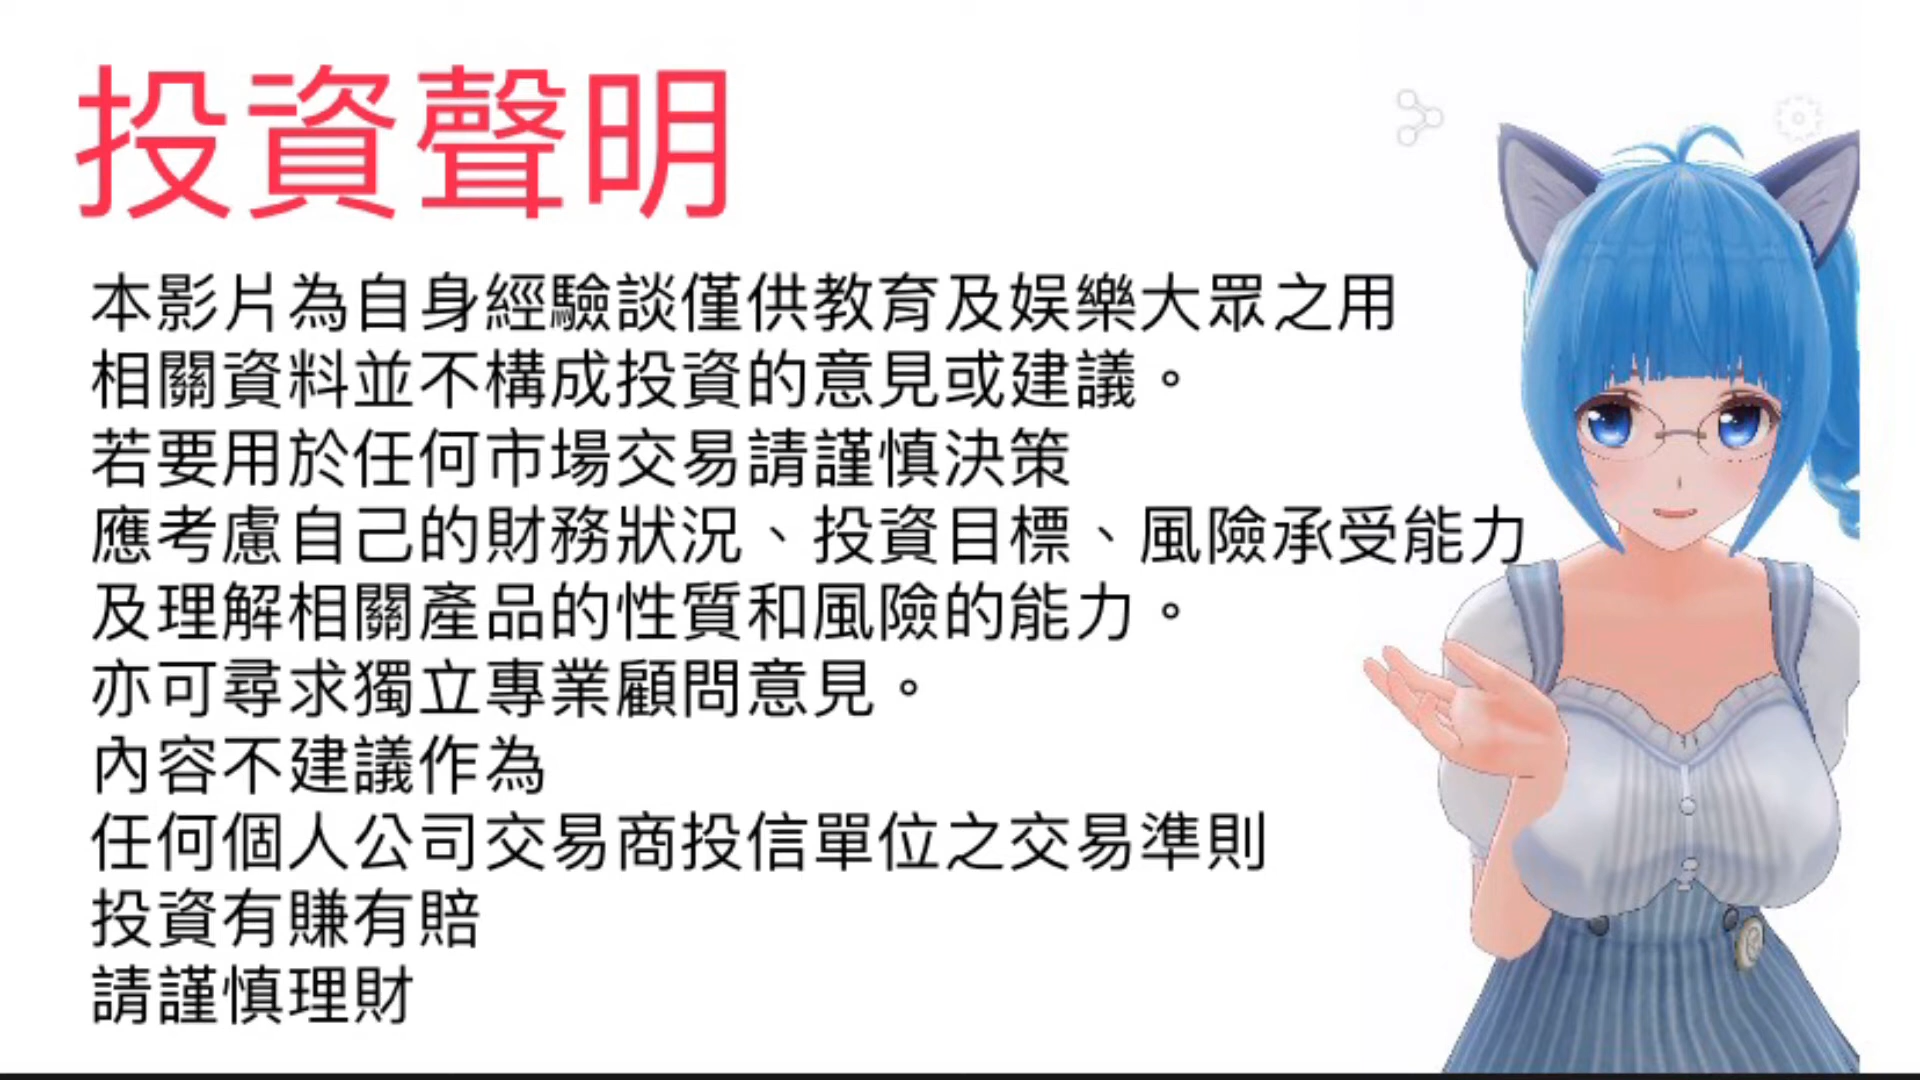 投資聲明
本影片為自身經驗談僅供教育及娛樂大眾之用
相關資料並不構成投資的意見或建議。
若要用於任何市場交易請謹慎決策
應考慮自己的財務狀況、投資目標、風險承受能力
及理解相關產品的性質和風險的能力。
亦可尋求獨立專業顧問意見。
內容不建議作為
任何個人公司交易商投信單位之交易準則
投資有賺有賠
請謹慎理財